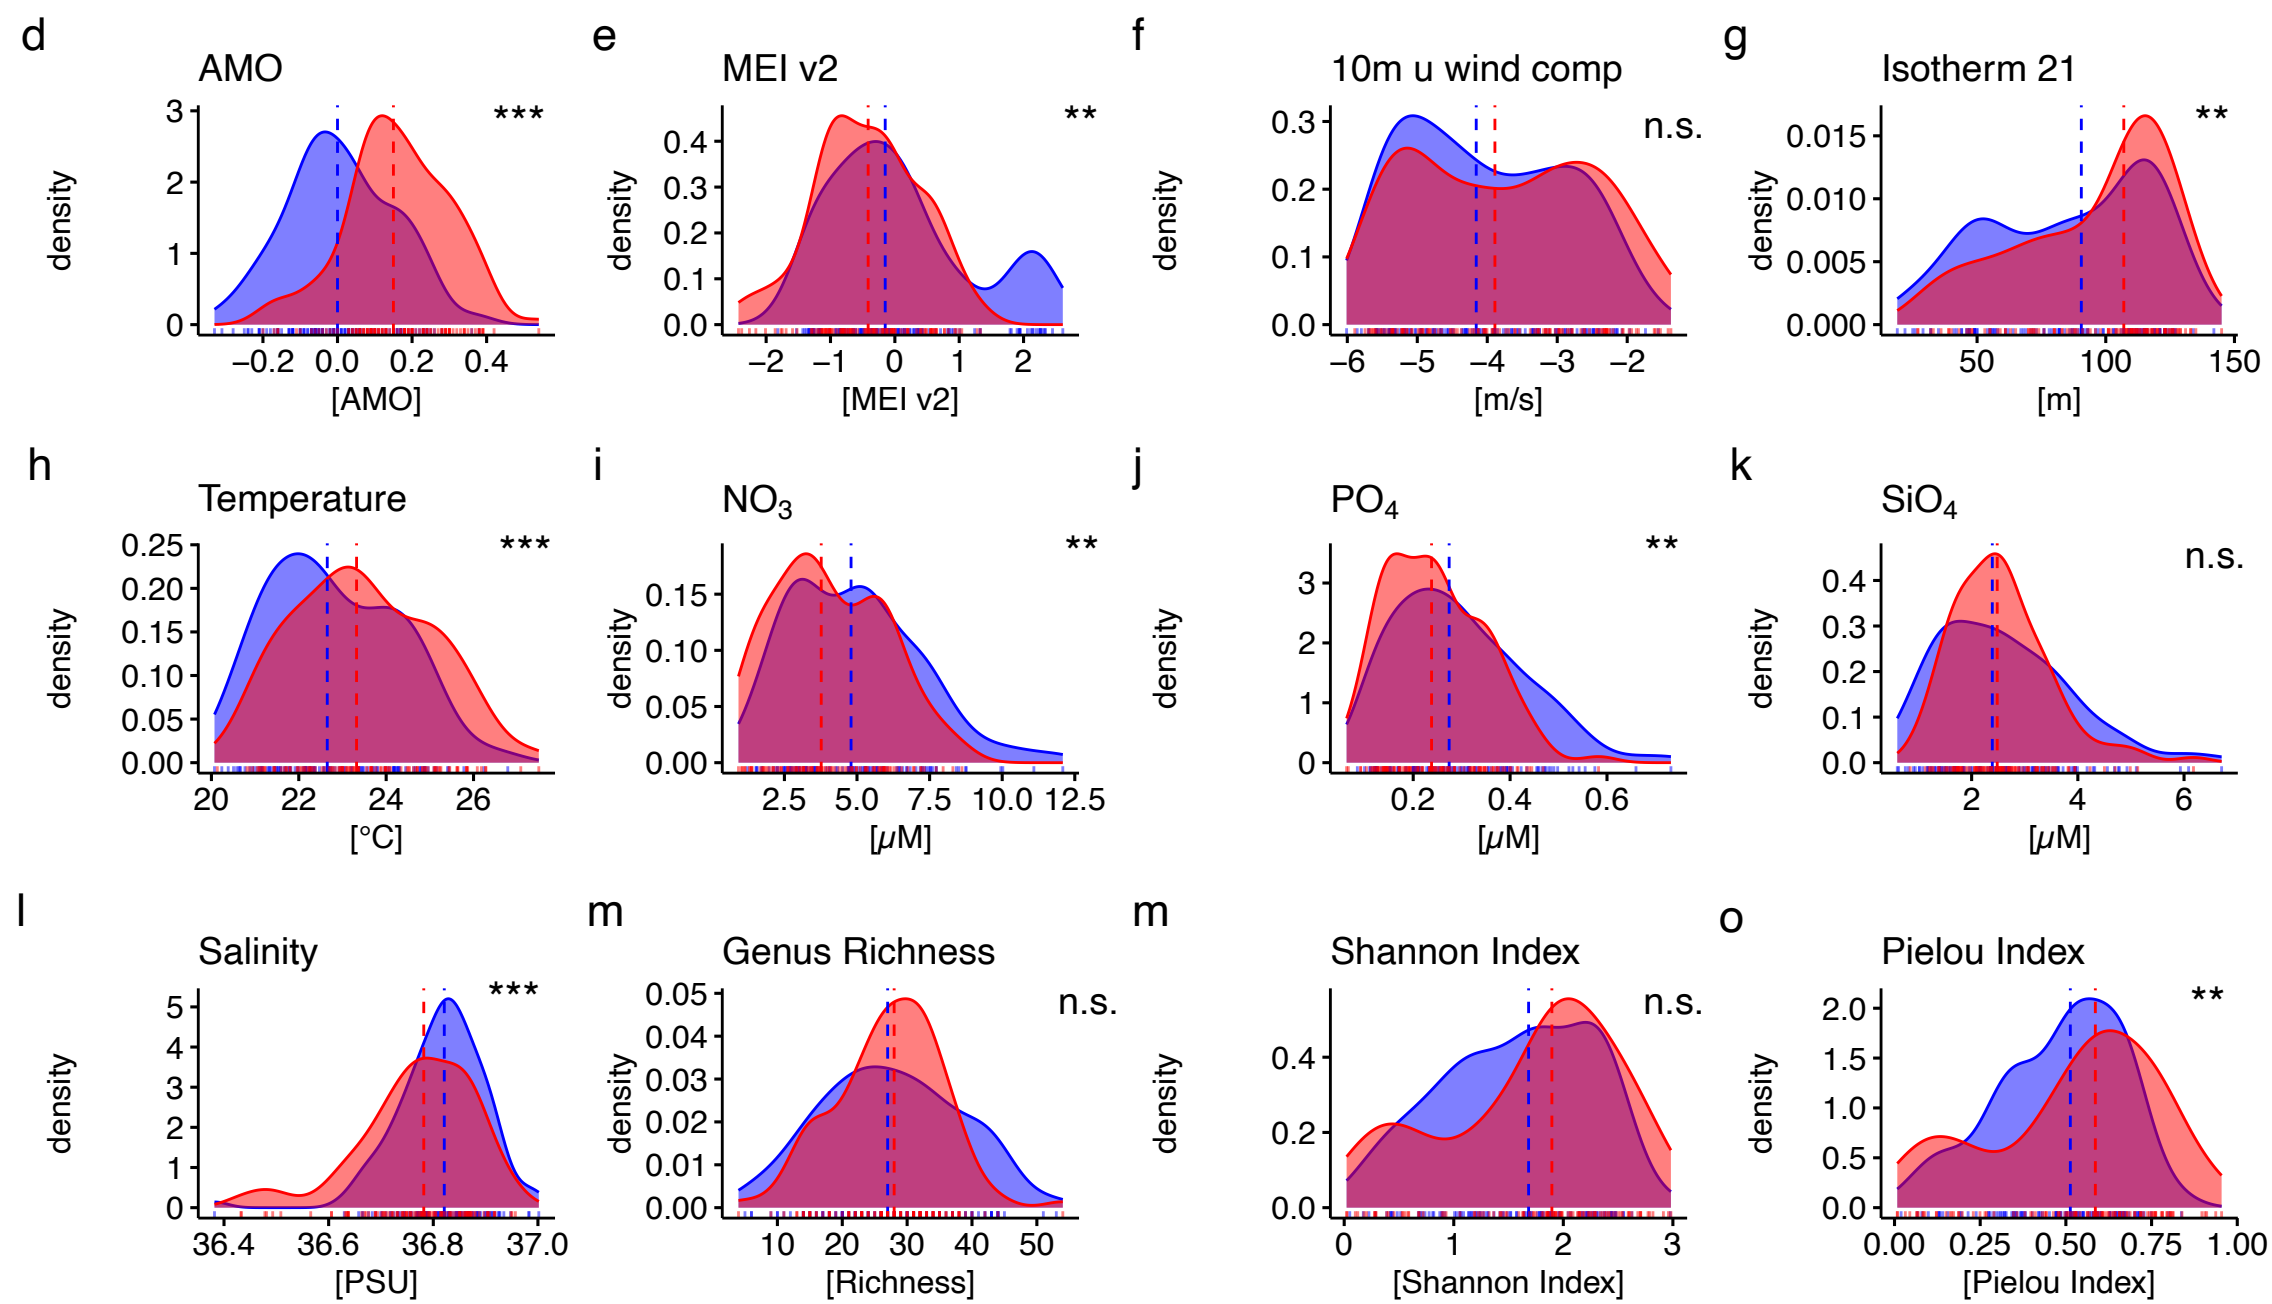 d
AMO
***
density
3
2
1
0
−0.2 0.0 0.2 0.4
[AMO]
e
MEI v2
**
density
0.4
0.3
0.2
0.1
0.0
−2 −1 0 1 2
[MEI v2]
f
10m u wind comp
n.s.
density
0.3
0.2
0.1
0.0
−6 −5 −4 −3 −2
[m/s]
g
Isotherm 21
**
density
0.015
0.010
0.005
0.000
50 100 150
[m]
h
Temperature
***
density
0.25
0.20
0.15
0.10
0.05
0.00
20 22 24 26
[°C]
i
NO₃
**
density
0.15
0.10
0.05
0.00
2.5 5.0 7.5 10.0 12.5
[µM]
j
PO₄
**
density
3
2
1
0
0.2 0.4 0.6
[µM]
k
SiO₄
n.s.
density
0.4
0.3
0.2
0.1
0.0
2 4 6
[µM]
l
Salinity
***
density
5
4
3
2
1
0
36.4 36.6 36.8 37.0
[PSU]
m
Genus Richness
n.s.
density
0.05
0.04
0.03
0.02
0.01
0.00
10 20 30 40 50
[Richness]
m
Shannon Index
n.s.
density
0.4
0.2
0.0
0 1 2 3
[Shannon Index]
o
Pielou Index
**
density
2.0
1.5
1.0
0.5
0.0
0.00 0.25 0.50 0.75 1.00
[Pielou Index]